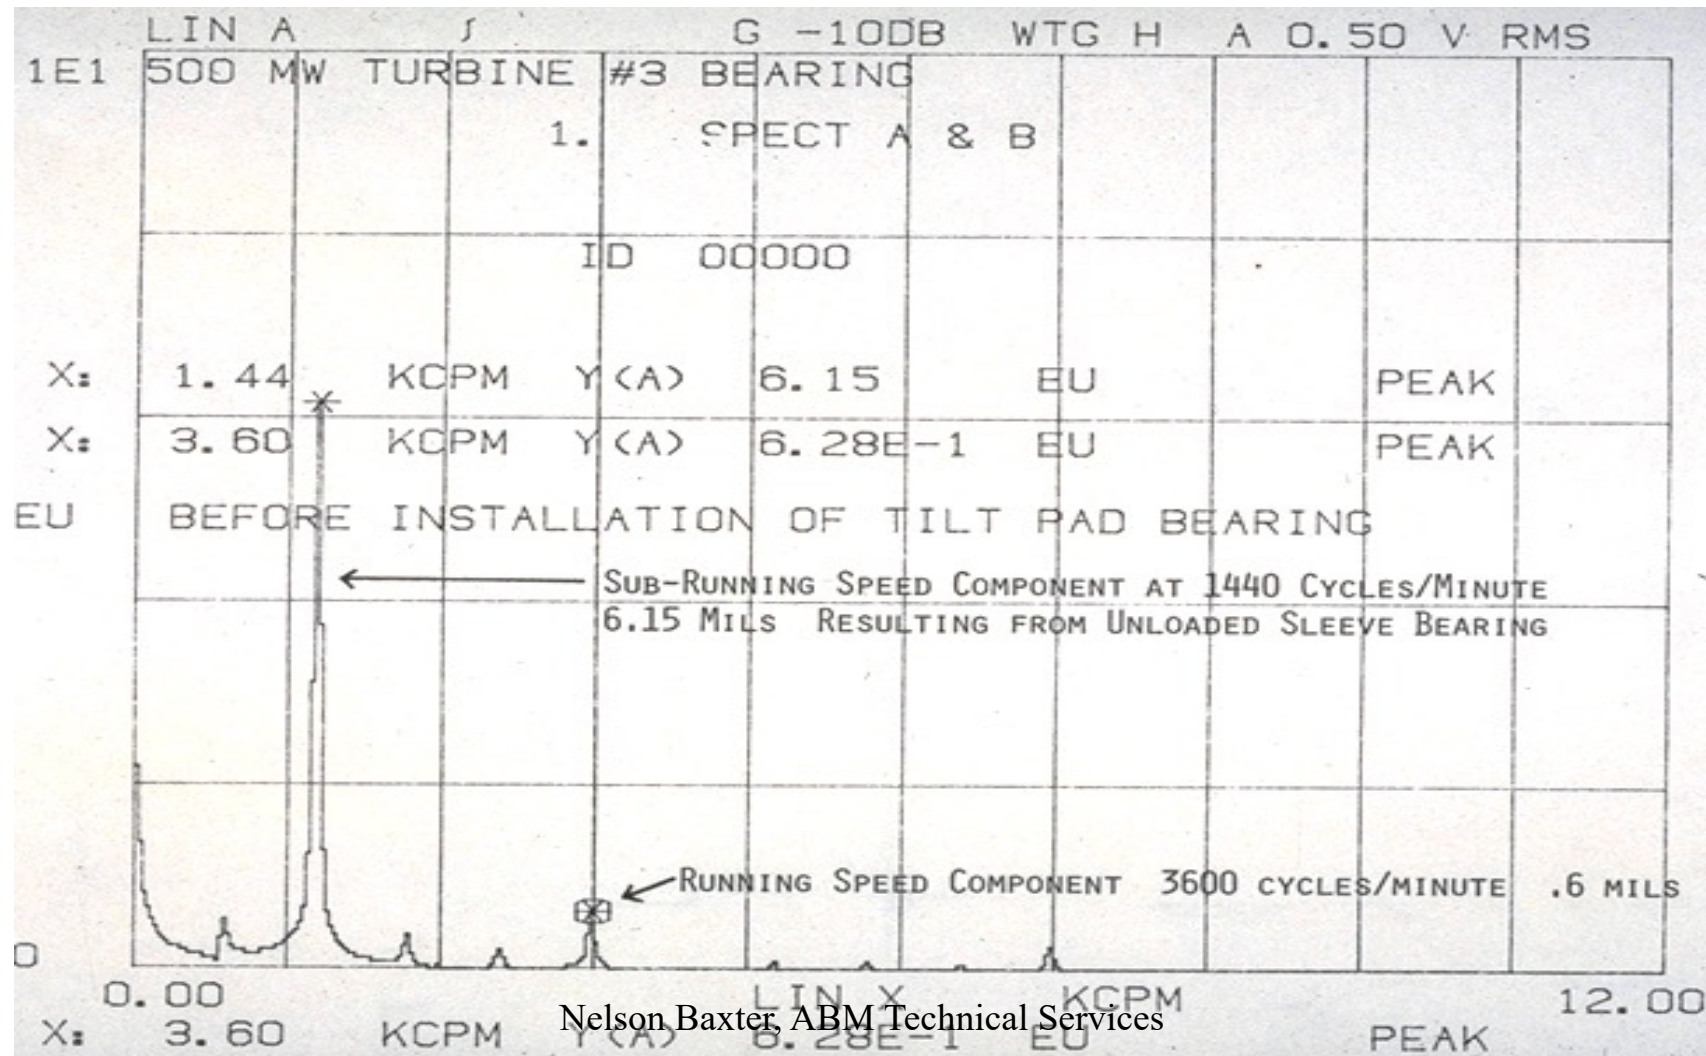 LIN A ∫ G -10DB WTG H A 0.50 V RMS
1E1 500 MW TURBINE #3 BEARING
1. SPECT A & B
ID 00000
X: 1.44 KCPM Y(A) 6.15 EU PEAK
X: 3.60 KCPM Y(A) 6.28E-1 EU PEAK
EU BEFORE INSTALLATION OF TILT PAD BEARING
SUB-RUNNING SPEED COMPONENT AT 1440 CYCLES/MINUTE
6.15 MILS RESULTING FROM UNLOADED SLEEVE BEARING
RUNNING SPEED COMPONENT 3600 CYCLES/MINUTE .6 MILS
0
0.00 LIN X KCPM 12.00
Nelson Baxter, ABM Technical Services
X: 3.60 KCPM Y(A) 6.28E-1 EU PEAK